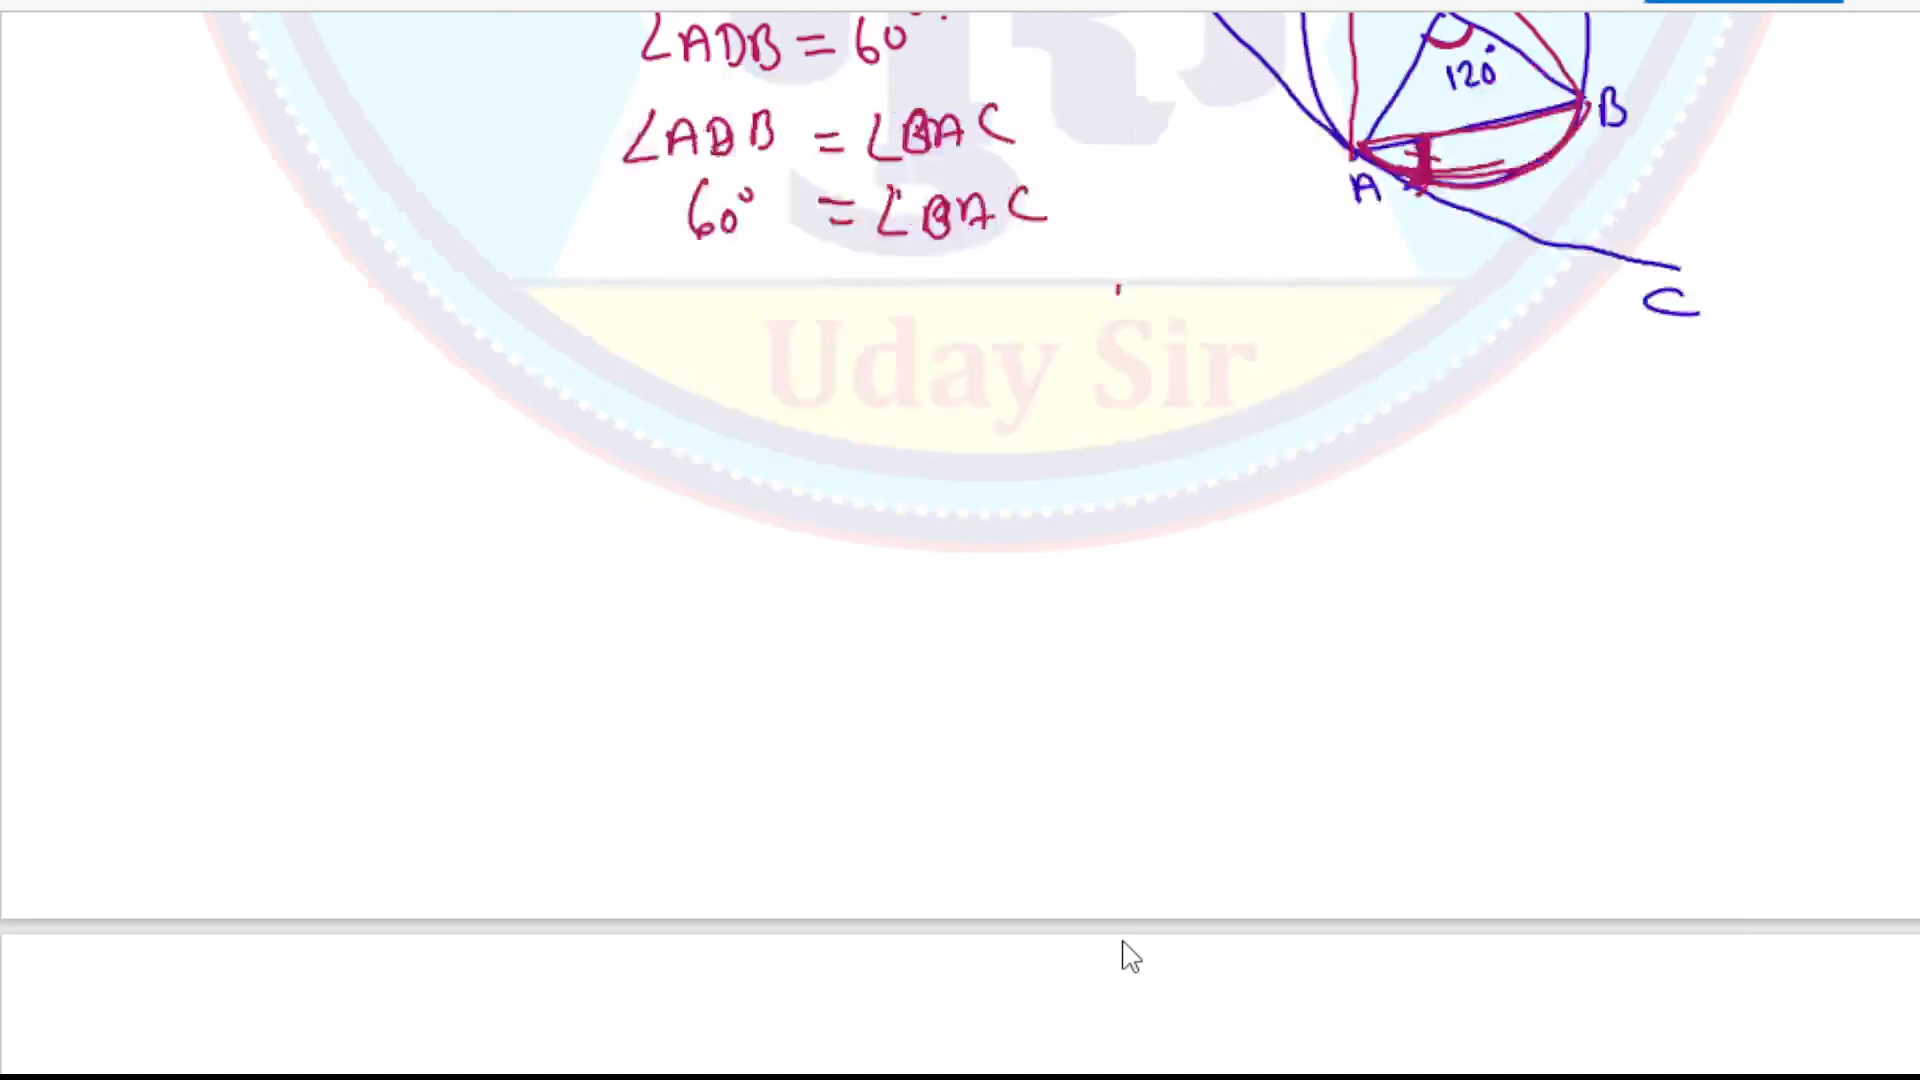 ∠ADB = 60°
∠ADB = ∠BAC
60° = ∠BAC
120°
B
A
C
Uday Sir